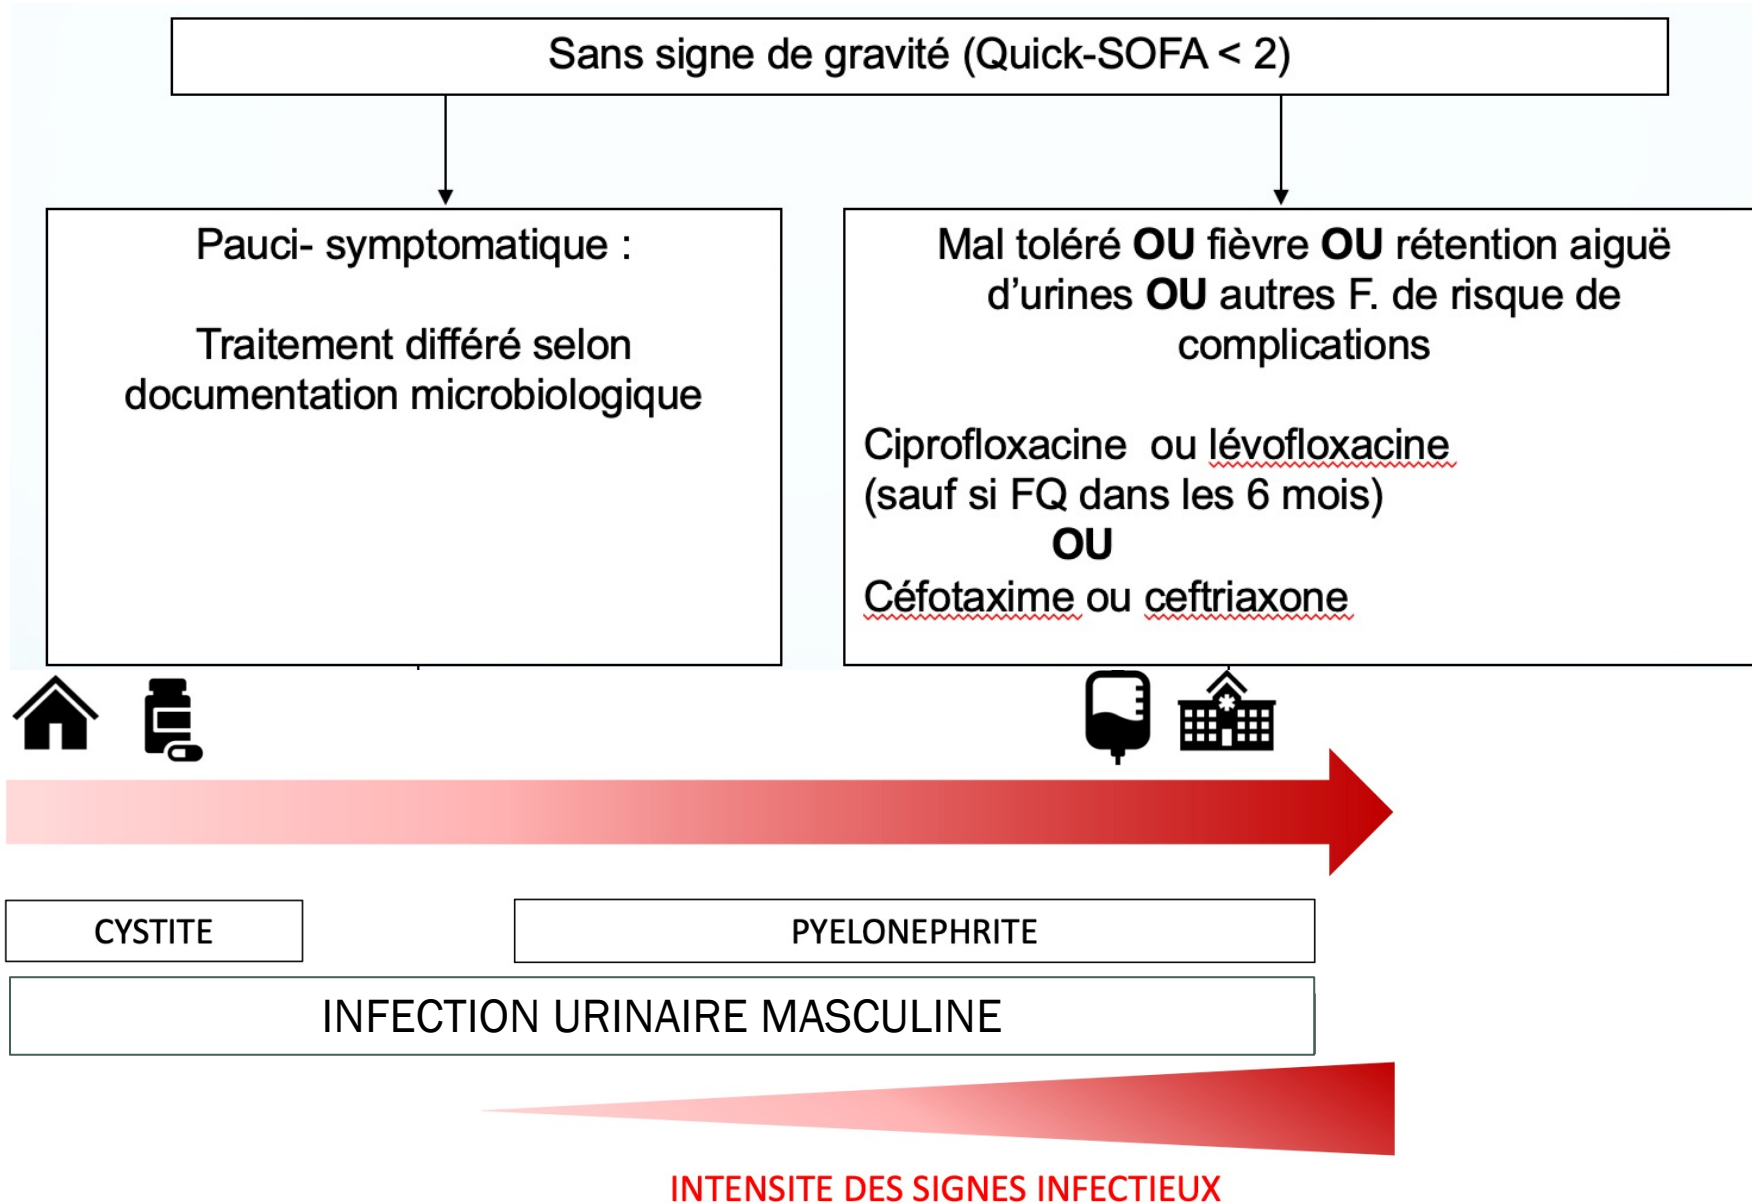 Sans signe de gravité (Quick-SOFA < 2)
Pauci- symptomatique :
Traitement différé selon
documentation microbiologique
Mal toléré OU fièvre OU rétention aiguë
d'urines OU autres F. de risque de
complications
Ciprofloxacine ou lévofloxacine
(sauf si FQ dans les 6 mois)
OU
Céfotaxime ou ceftriaxone
CYSTITE
PYELONEPHRITE
INFECTION URINAIRE MASCULINE
INTENSITE DES SIGNES INFECTIEUX